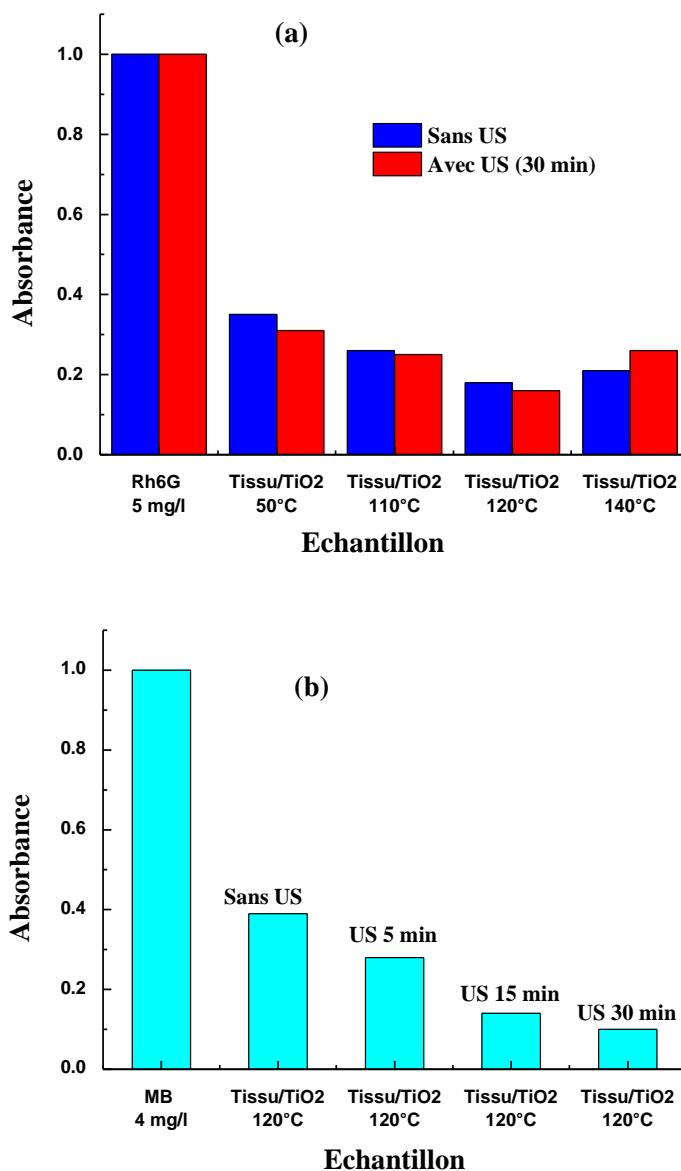 (a)
1.0
0.8
0.6
0.4
0.2
0.0
Absorbance
Sans US
Avec US (30 min)
Rh6G
5 mg/l
Tissu/TiO2
50°C
Tissu/TiO2
110°C
Tissu/TiO2
120°C
Tissu/TiO2
140°C
Echantillon
(b)
1.0
0.8
0.6
0.4
0.2
0.0
Absorbance
Sans US
US 5 min
US 15 min
US 30 min
MB
4 mg/l
Tissu/TiO2
120°C
Tissu/TiO2
120°C
Tissu/TiO2
120°C
Tissu/TiO2
120°C
Echantillon